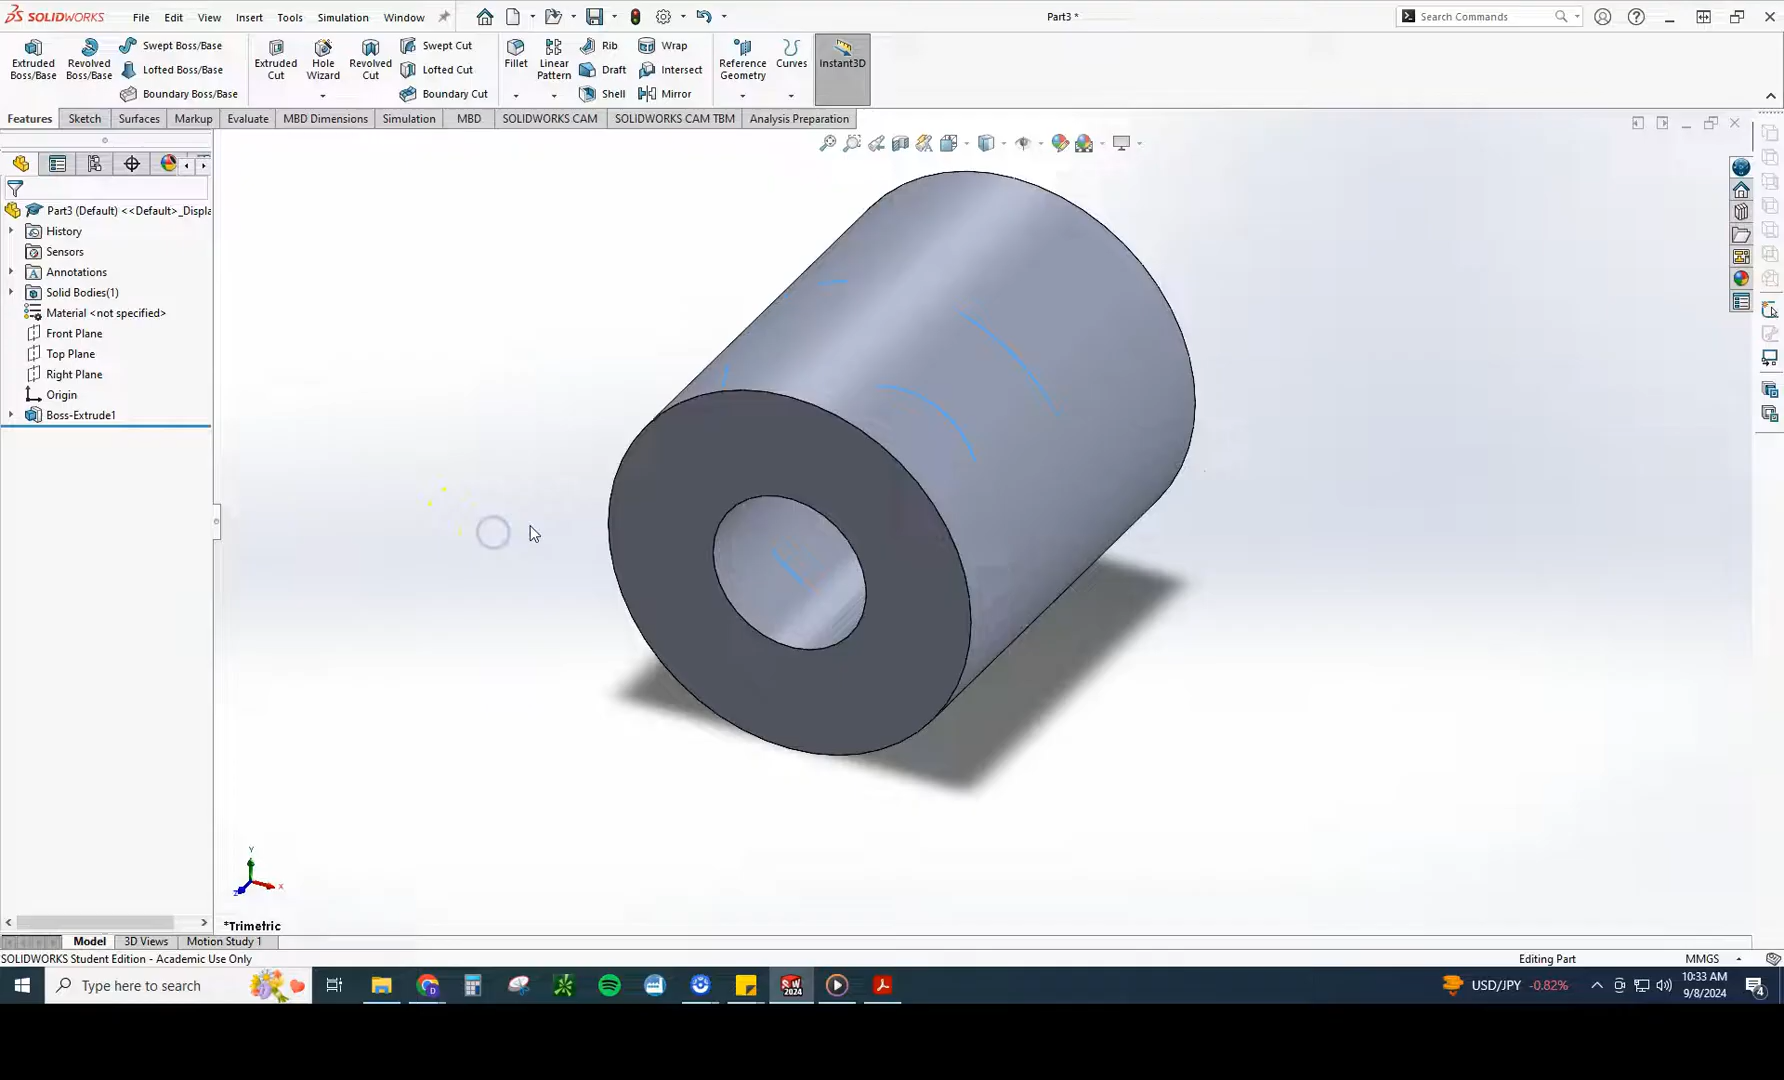 SOLIDWORKS File Edit View Insert Tools Simulation Window Part3 * Search Commands
Extruded Boss/Base
Revolved Boss/Base
Swept Boss/Base
Lofted Boss/Base
Boundary Boss/Base
Extruded Cut
Hole Wizard
Revolved Cut
Swept Cut
Lofted Cut
Boundary Cut
Fillet
Linear Pattern
Rib
Draft
Shell
Wrap
Intersect
Mirror
Reference Geometry
Curves
Instant3D
Features Sketch Surfaces Markup Evaluate MBD Dimensions Simulation MBD SOLIDWORKS CAM SOLIDWORKS CAM TBM Analysis Preparation
Part3 (Default) <<Default>_Displa
History
Sensors
Annotations
Solid Bodies(1)
Material <not specified>
Front Plane
Top Plane
Right Plane
Origin
Boss-Extrude1
Y
X
Z
*Trimetric
Model 3D Views Motion Study 1
SOLIDWORKS Student Edition - Academic Use Only Editing Part MMGS
Type here to search
SW
2024
USD/JPY -0.82%
10:33 AM
9/8/2024
4